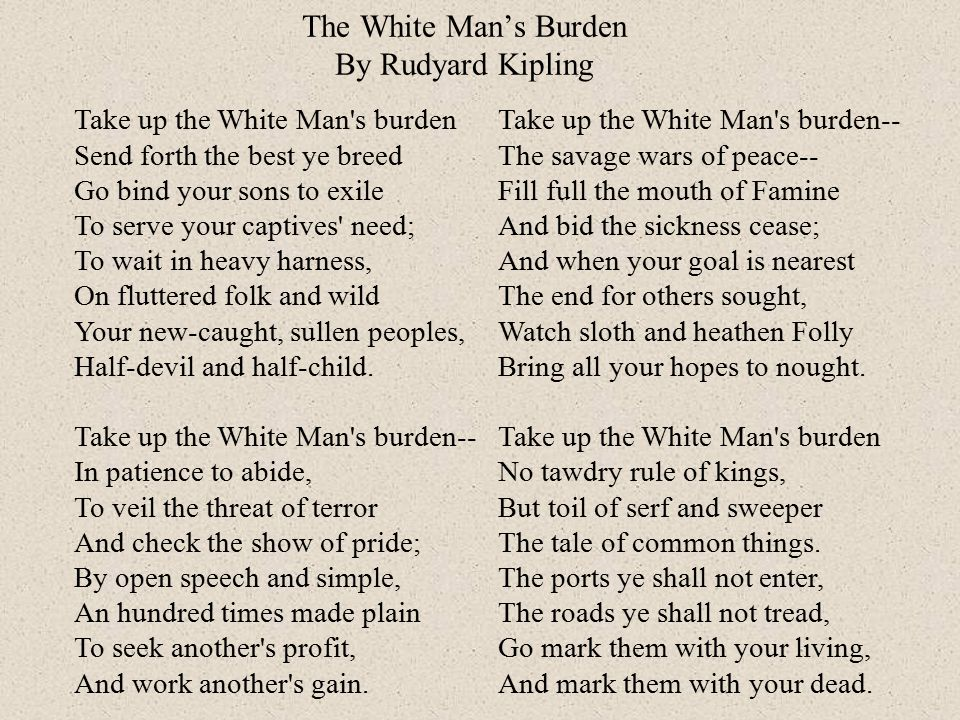 The White Man’s Burden
By Rudyard Kipling
Take up the White Man's burden
Send forth the best ye breed
Go bind your sons to exile
To serve your captives' need;
To wait in heavy harness,
On fluttered folk and wild
Your new-caught, sullen peoples,
Half-devil and half-child.

Take up the White Man's burden--
In patience to abide,
To veil the threat of terror
And check the show of pride;
By open speech and simple,
An hundred times made plain
To seek another's profit,
And work another's gain.

Take up the White Man's burden--
The savage wars of peace--
Fill full the mouth of Famine
And bid the sickness cease;
And when your goal is nearest
The end for others sought,
Watch sloth and heathen Folly
Bring all your hopes to nought.

Take up the White Man's burden
No tawdry rule of kings,
But toil of serf and sweeper
The tale of common things.
The ports ye shall not enter,
The roads ye shall not tread,
Go mark them with your living,
And mark them with your dead.